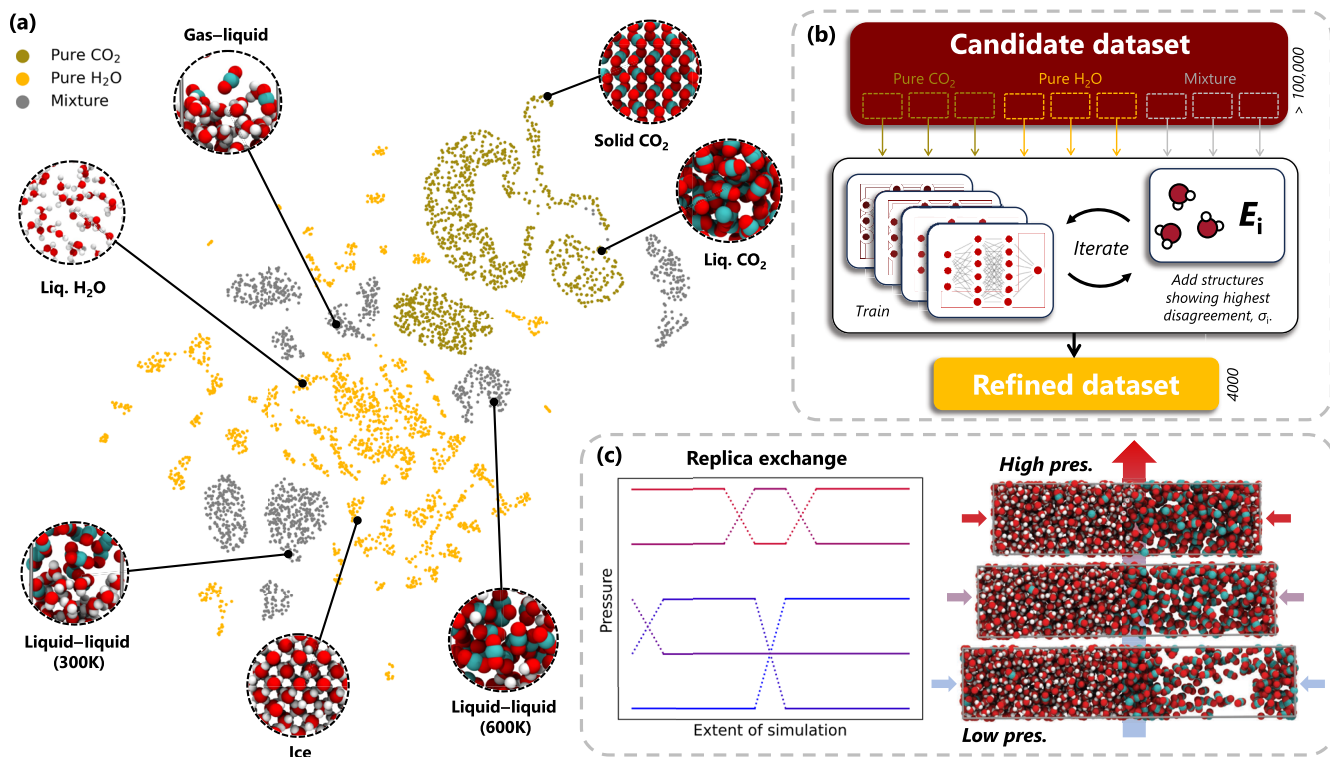 (a)
Pure CO₂
Pure H₂O
Mixture
Gas–liquid
Solid CO₂
Liq. CO₂
Liq. H₂O
Liquid–liquid
(300K)
Ice
Liquid–liquid
(600K)
(b)
Candidate dataset
> 100,000
Pure CO₂
Pure H₂O
Mixture
Train
Iterate
Eᵢ
Add structures
showing highest
disagreement, σᵢ.
Refined dataset
4000
(c)
Replica exchange
Pressure
Extent of simulation
High pres.
Low pres.